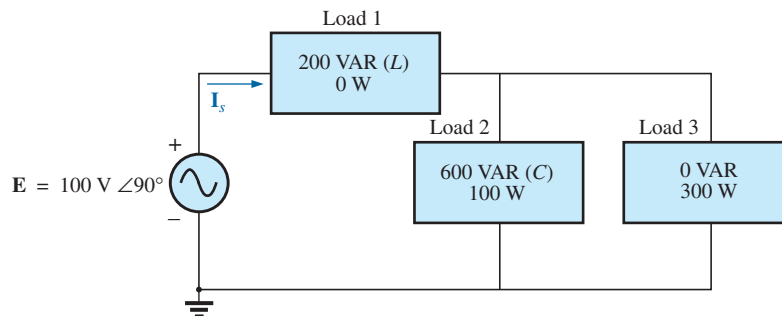 Load 1
200 VAR (L)
0 W
I_s
Load 2
Load 3
+
E = 100 V ∠90°
–
600 VAR (C)
100 W
0 VAR
300 W